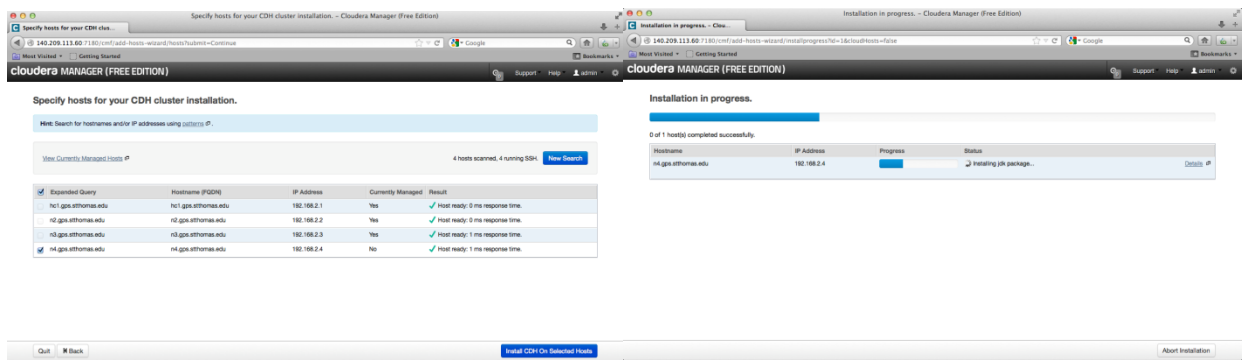 Specify hosts for your CDH cluster installation. – Cloudera Manager (Free Edition)
Specify hosts for your CDH clus...
140.209.113.60:7180/cmf/add-hosts-wizard/hosts?submit=Continue
Google
Most Visited Getting Started Bookmarks
cloudera MANAGER (FREE EDITION) Support Help admin
Specify hosts for your CDH cluster installation.
Hint: Search for hostnames and/or IP addresses using patterns.
View Currently Managed Hosts 4 hosts scanned, 4 running SSH. New Search
Expanded Query Hostname (FQDN) IP Address Currently Managed Result
hc1.gps.stthomas.edu hc1.gps.stthomas.edu 192.168.2.1 Yes Host ready: 0 ms response time.
n2.gps.stthomas.edu n2.gps.stthomas.edu 192.168.2.2 Yes Host ready: 0 ms response time.
n3.gps.stthomas.edu n3.gps.stthomas.edu 192.168.2.3 Yes Host ready: 1 ms response time.
n4.gps.stthomas.edu n4.gps.stthomas.edu 192.168.2.4 No Host ready: 1 ms response time.
Quit Back Install CDH On Selected Hosts
Installation in progress. – Cloudera Manager (Free Edition)
Installation in progress. – Clou...
140.209.113.60:7180/cmf/add-hosts-wizard/installprogress?id=1&cloudHosts=false
Google
Most Visited Getting Started Bookmarks
cloudera MANAGER (FREE EDITION) Support Help admin
Installation in progress.
0 of 1 host(s) completed successfully.
Hostname IP Address Progress Status
n4.gps.stthomas.edu 192.168.2.4 Installing jdk package... Details
Abort Installation